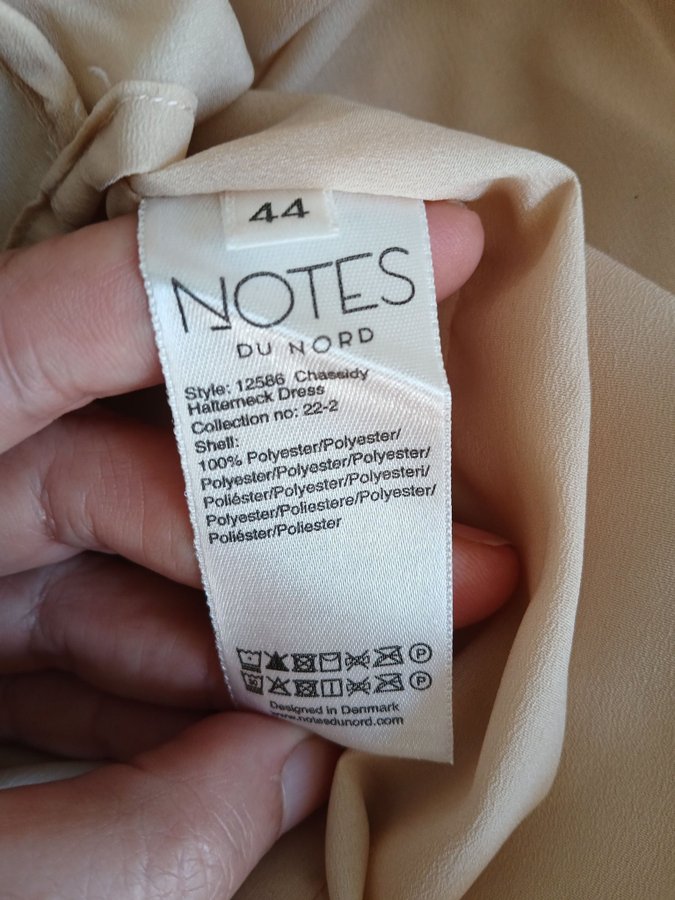 44
NOTES
DU NORD
Style: 12586 Chassidy
Halterneck Dress
Collection no: 22-2
Shell:
100% Polyester/Polyester/
Polyester/Polyester/Polyester/
Poliéster/Polyester/Polyesteri/
Polyester/Poliestere/Polyester/
Poliéster/Poliester
P
30 P
Designed in Denmark
www.notesdunord.com